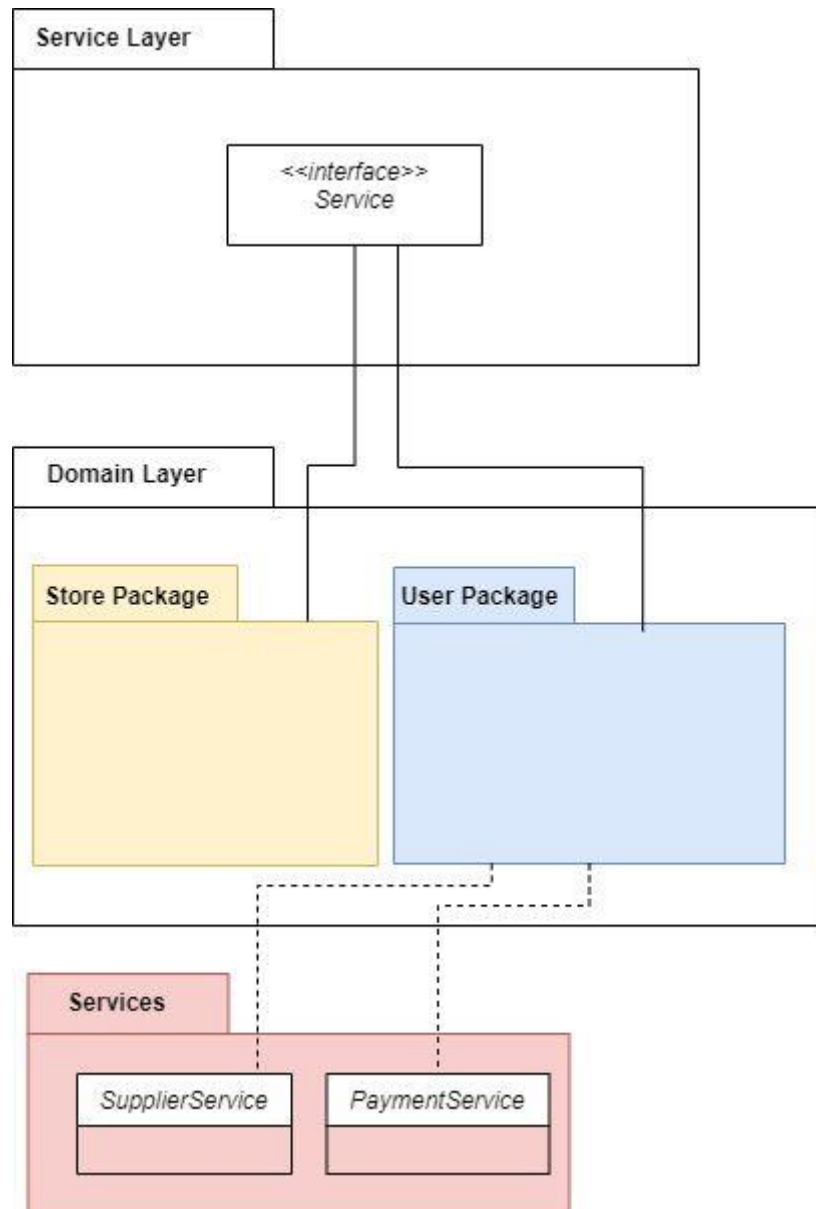 Service Layer
<<interface>>
Service
Domain Layer
Store Package
User Package
Services
SupplierService
PaymentService